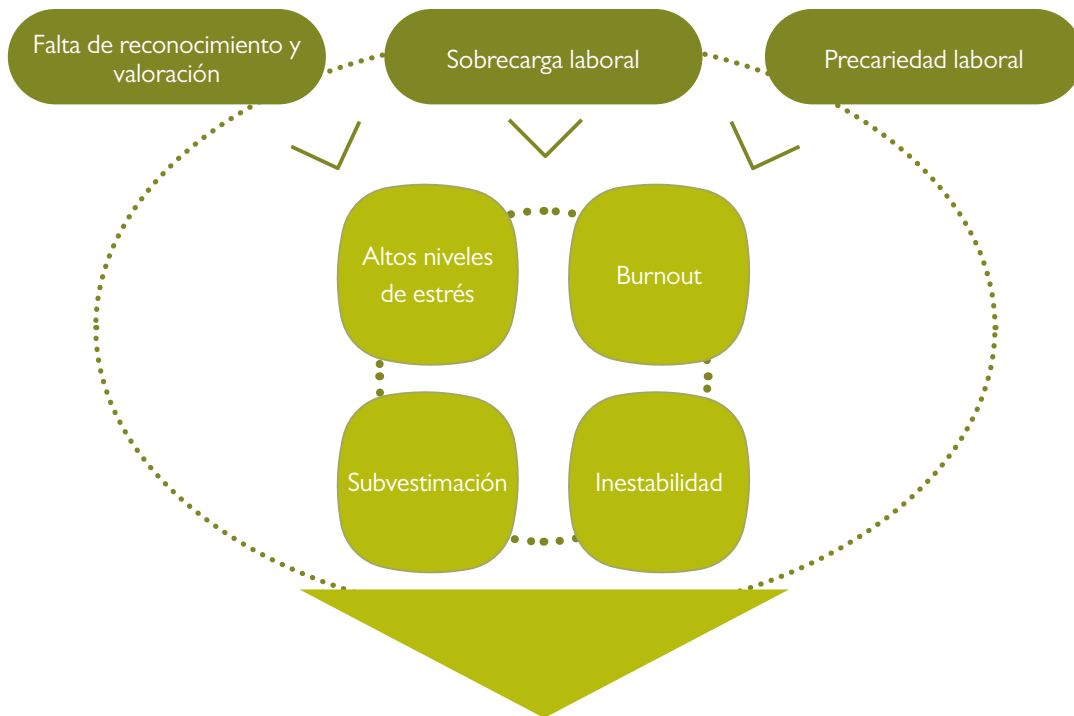 Falta de reconocimiento y
valoración
Sobrecarga laboral
Precariedad laboral
Altos niveles
de estrés
Burnout
Subvestimación
Inestabilidad